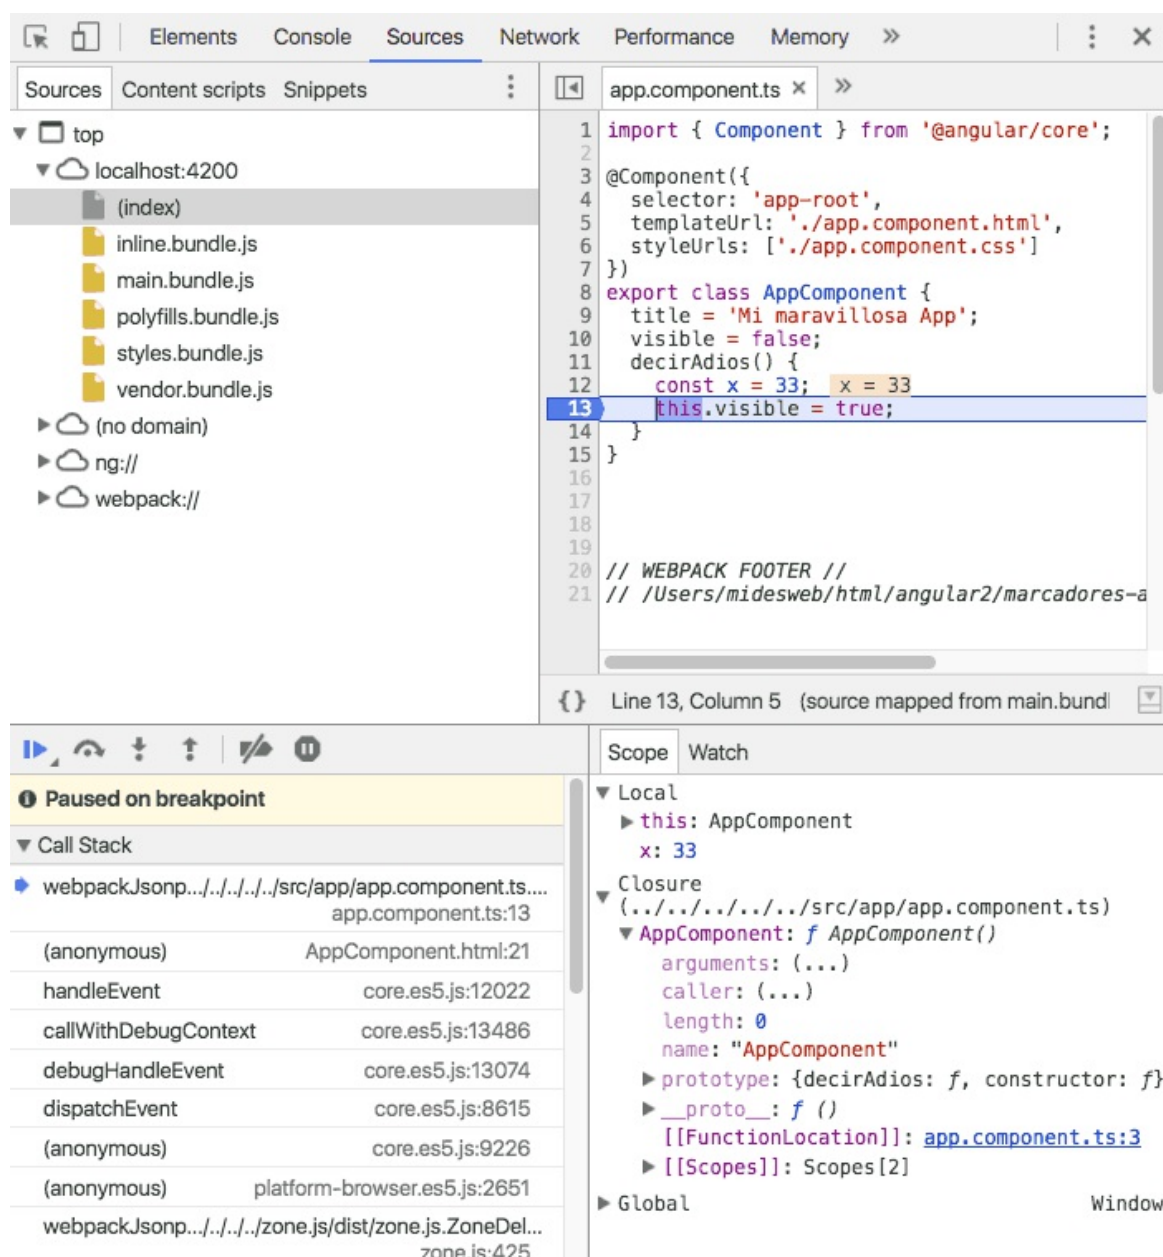 Elements Console Sources Network Performance Memory »
Sources Content scripts Snippets
top
localhost:4200
(index)
inline.bundle.js
main.bundle.js
polyfills.bundle.js
styles.bundle.js
vendor.bundle.js
(no domain)
ng://
webpack://
app.component.ts × »
1 import { Component } from '@angular/core';
2
3 @Component({
4 selector: 'app-root',
5 templateUrl: './app.component.html',
6 styleUrls: ['./app.component.css']
7 })
8 export class AppComponent {
9 title = 'Mi maravillosa App';
10 visible = false;
11 decirAdios() {
12 const x = 33; x = 33
13 this.visible = true;
14 }
15 }
16
17
18
19
20 // WEBPACK FOOTER //
21 // /Users/midesweb/html/angular2/marcadores-a
{} Line 13, Column 5 (source mapped from main.bundl
Paused on breakpoint
Call Stack
webpackJsonp.../../../../../src/app/app.component.ts....
app.component.ts:13
(anonymous) AppComponent.html:21
handleEvent core.es5.js:12022
callWithDebugContext core.es5.js:13486
debugHandleEvent core.es5.js:13074
dispatchEvent core.es5.js:8615
(anonymous) core.es5.js:9226
(anonymous) platform-browser.es5.js:2651
webpackJsonp.../../../../zone.js/dist/zone.js.ZoneDel...
zone.js:425
Scope Watch
Local
this: AppComponent
x: 33
Closure
(../../../../../src/app/app.component.ts)
AppComponent: ƒ AppComponent()
arguments: (...)
caller: (...)
length: 0
name: "AppComponent"
prototype: {decirAdios: ƒ, constructor: ƒ}
__proto__: ƒ ()
[[FunctionLocation]]: app.component.ts:3
[[Scopes]]: Scopes[2]
Global Window